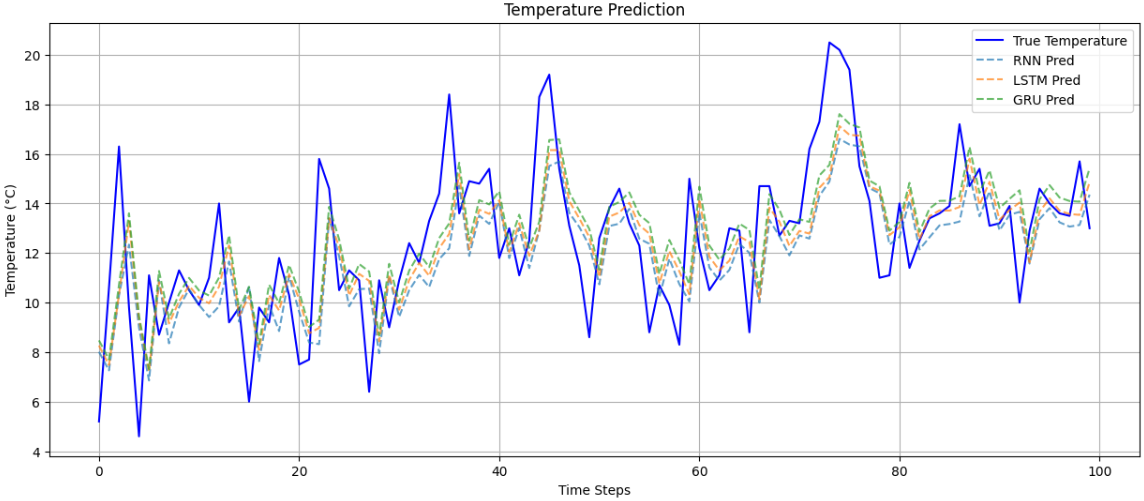 Temperature Prediction
True Temperature
RNN Pred
LSTM Pred
GRU Pred
Temperature (°C)
20
18
16
14
12
10
8
6
4
0
20
40
60
80
100
Time Steps